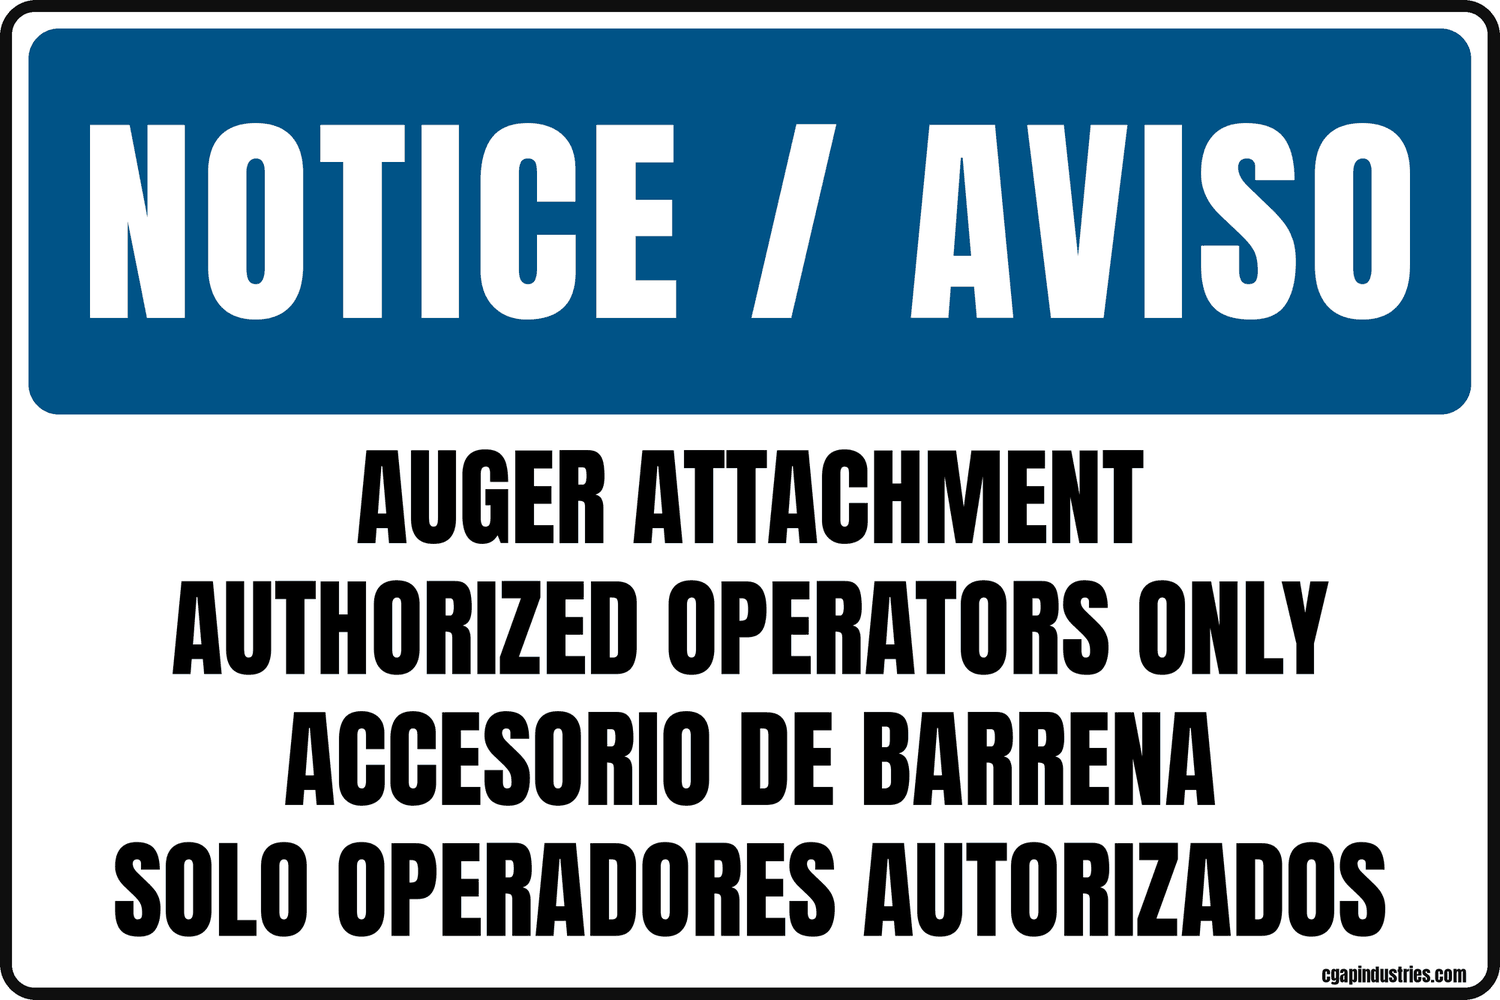 NOTICE / AVISO
AUGER ATTACHMENT
AUTHORIZED OPERATORS ONLY
ACCESORIO DE BARRENA
SOLO OPERADORES AUTORIZADOS
cgapindustries.com